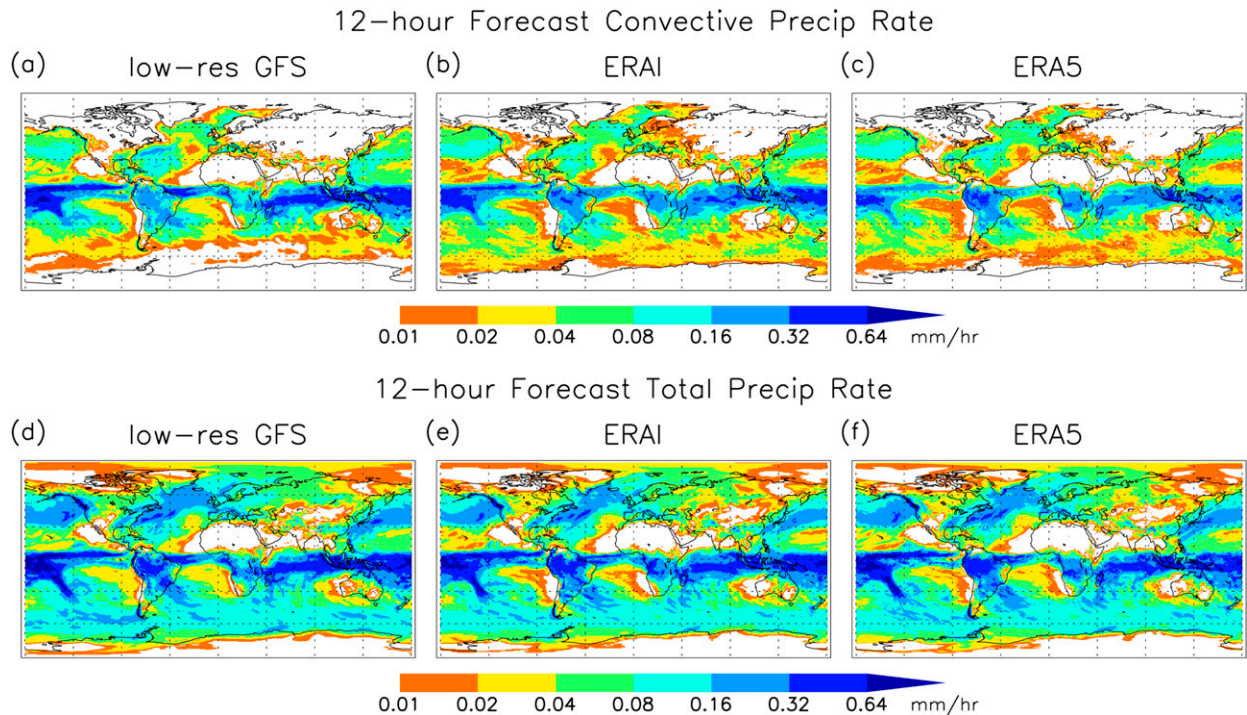 12-hour Forecast Convective Precip Rate
(a) low-res GFS (b) ERAI (c) ERA5
0.01 0.02 0.04 0.08 0.16 0.32 0.64 mm/hr
12-hour Forecast Total Precip Rate
(d) low-res GFS (e) ERAI (f) ERA5
0.01 0.02 0.04 0.08 0.16 0.32 0.64 mm/hr